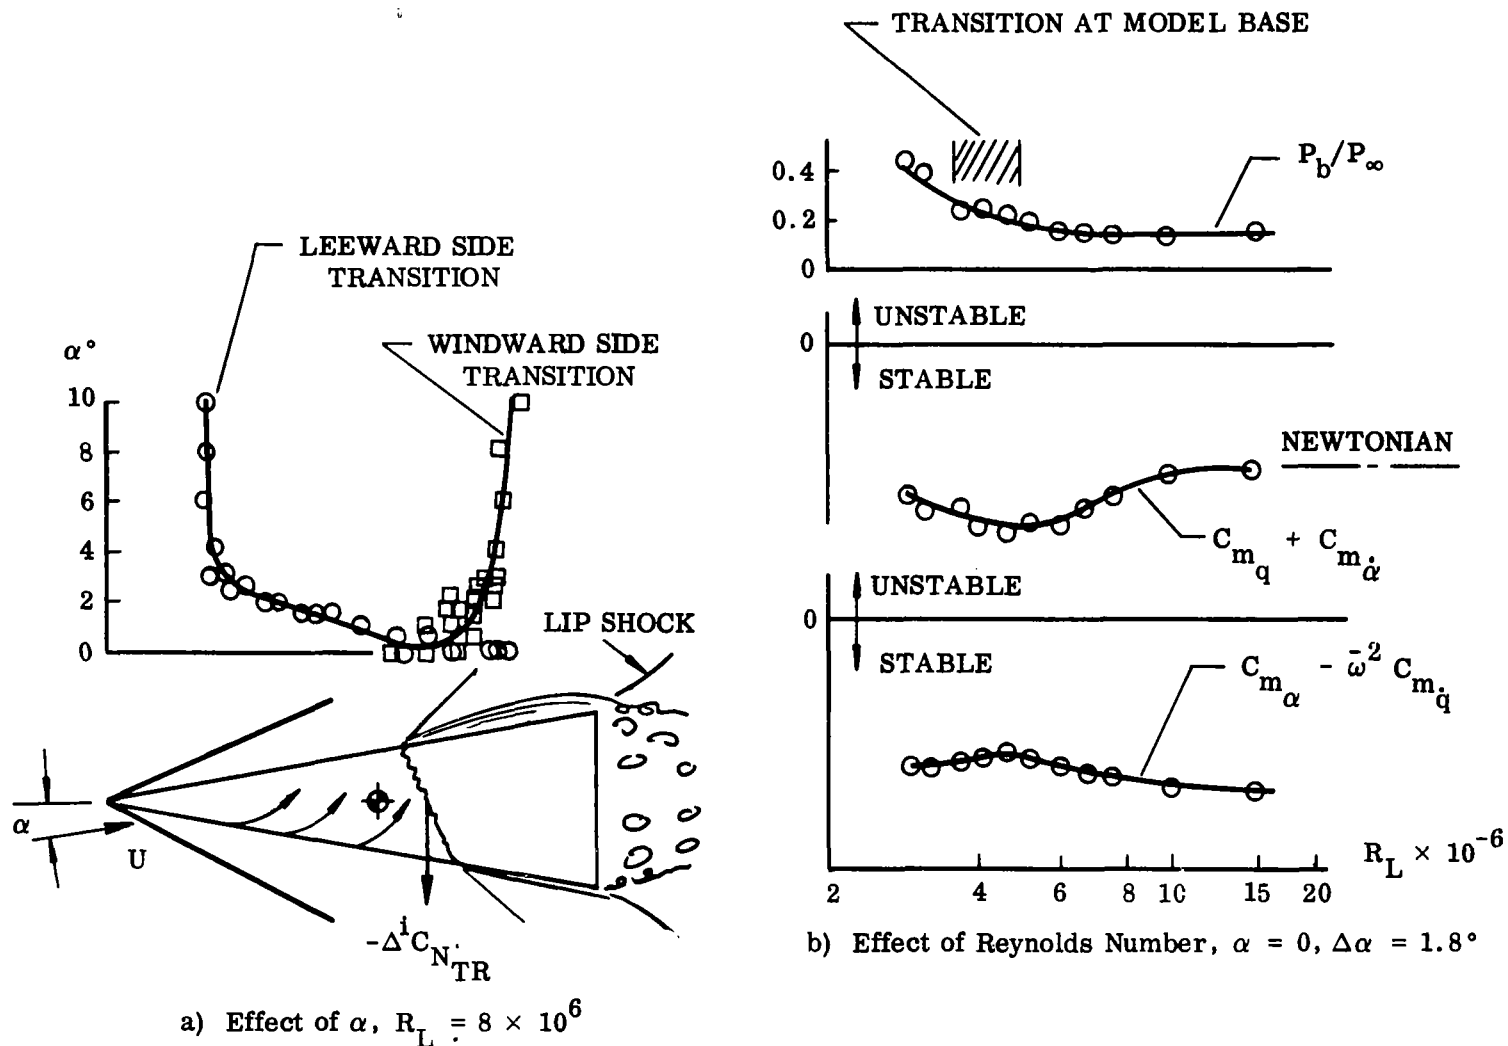 TRANSITION AT MODEL BASE
0.4
0.2
0
P_b/P_∞
LEEWARD SIDE
TRANSITION
WINDWARD SIDE
TRANSITION
α°
10
8
6
4
2
0
LIP SHOCK
α
U
-Δ^i C_N_TR
a) Effect of α, R_L = 8 × 10^6
UNSTABLE
0
STABLE
NEWTONIAN
C_m_q + C_m_α̇
UNSTABLE
0
STABLE
C_m_α - ω̄^2 C_m_q̇
R_L × 10^-6
2 4 6 8 10 15 20
b) Effect of Reynolds Number, α = 0, Δα = 1.8°